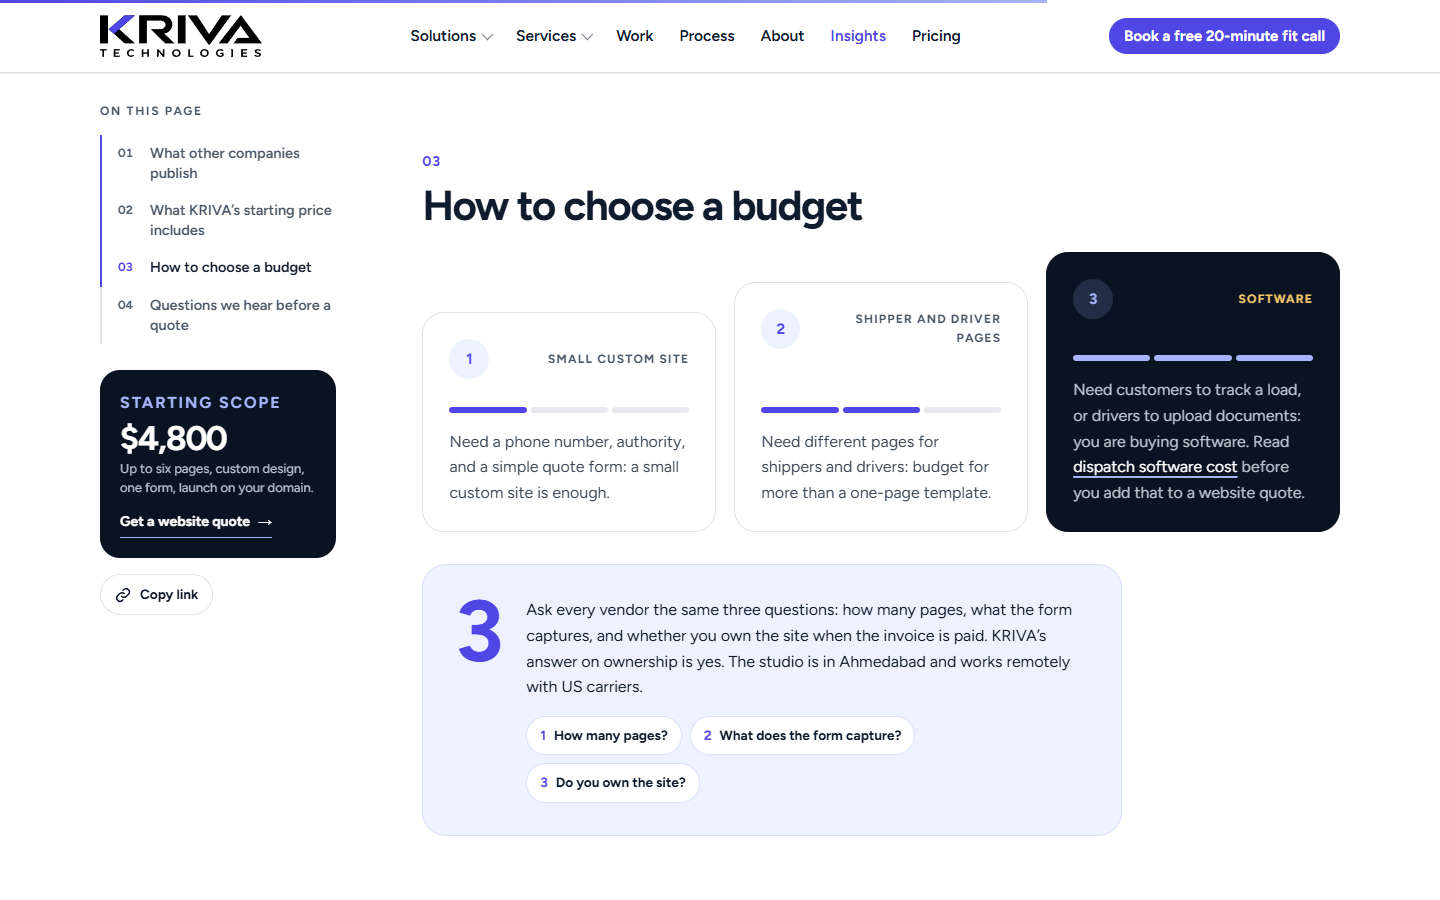 KRIVA
TECHNOLOGIES
Solutions
Services
Work
Process
About
Insights
Pricing
Book a free 20-minute fit call
ON THIS PAGE
01 What other companies
publish
02 What KRIVA’s starting price
includes
03 How to choose a budget
04 Questions we hear before a
quote
STARTING SCOPE
$4,800
Up to six pages, custom design,
one form, launch on your domain.
Get a website quote →
Copy link
03
How to choose a budget
1
SMALL CUSTOM SITE
Need a phone number, authority,
and a simple quote form: a small
custom site is enough.
2
SHIPPER AND DRIVER
PAGES
Need different pages for
shippers and drivers: budget for
more than a one-page template.
3
SOFTWARE
Need customers to track a load,
or drivers to upload documents:
you are buying software. Read
dispatch software cost before
you add that to a website quote.
3
Ask every vendor the same three questions: how many pages, what the form
captures, and whether you own the site when the invoice is paid. KRIVA’s
answer on ownership is yes. The studio is in Ahmedabad and works remotely
with US carriers.
1 How many pages?
2 What does the form capture?
3 Do you own the site?